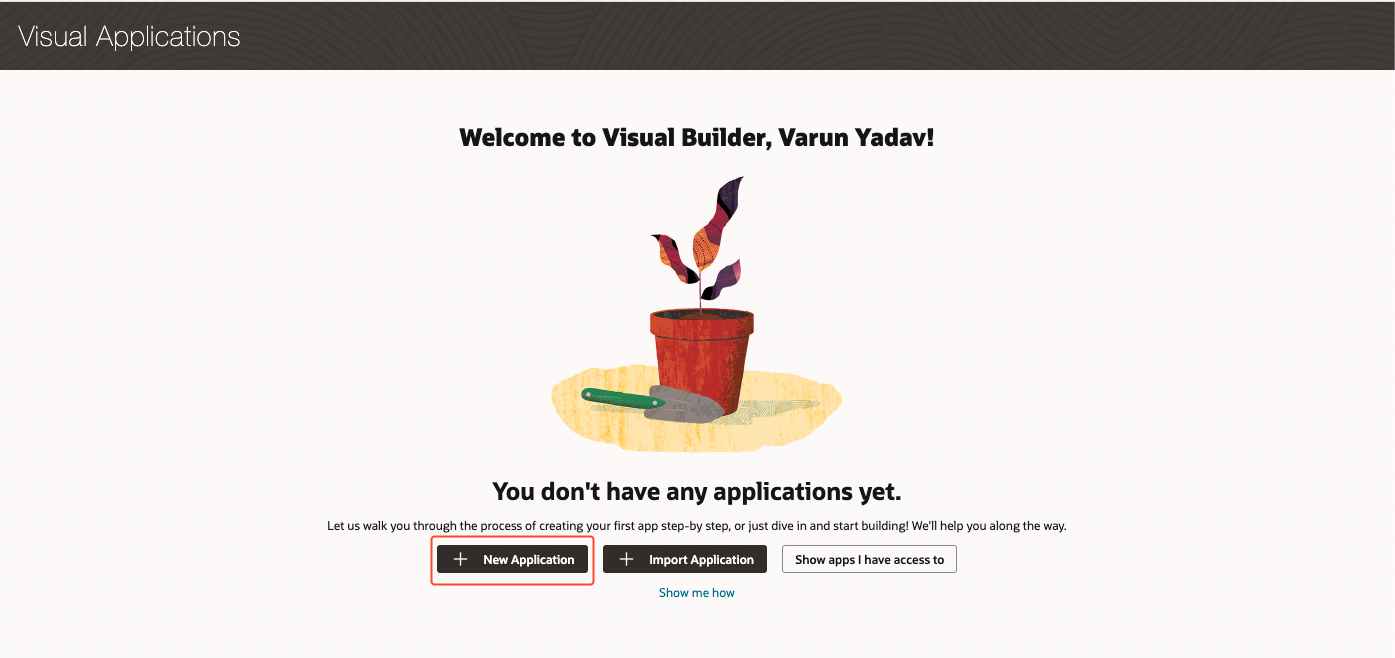 Visual Applications
Welcome to Visual Builder, Varun Yadav!
You don't have any applications yet.
Let us walk you through the process of creating your first app step-by step, or just dive in and start building! We'll help you along the way.
New Application
Import Application
Show apps I have access to
Show me how